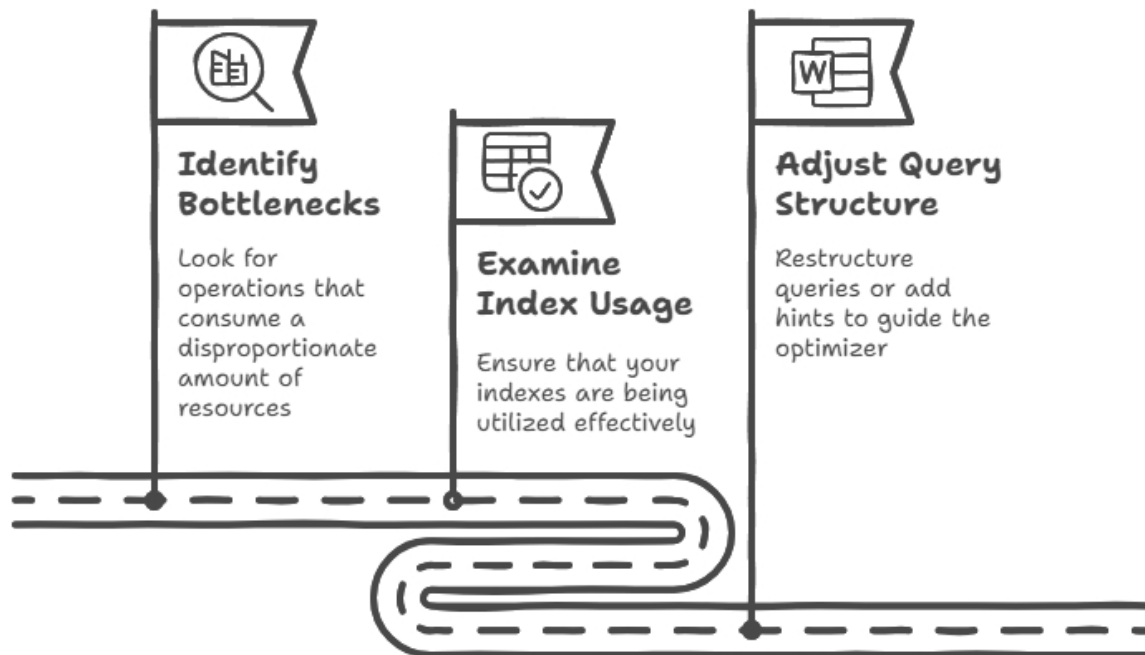 Identify
Bottlenecks
Look for
operations that
consume a
disproportionate
amount of
resources
Examine
Index Usage
Ensure that your
indexes are being
utilized effectively
W
Adjust Query
Structure
Restructure
queries or add
hints to guide the
optimizer